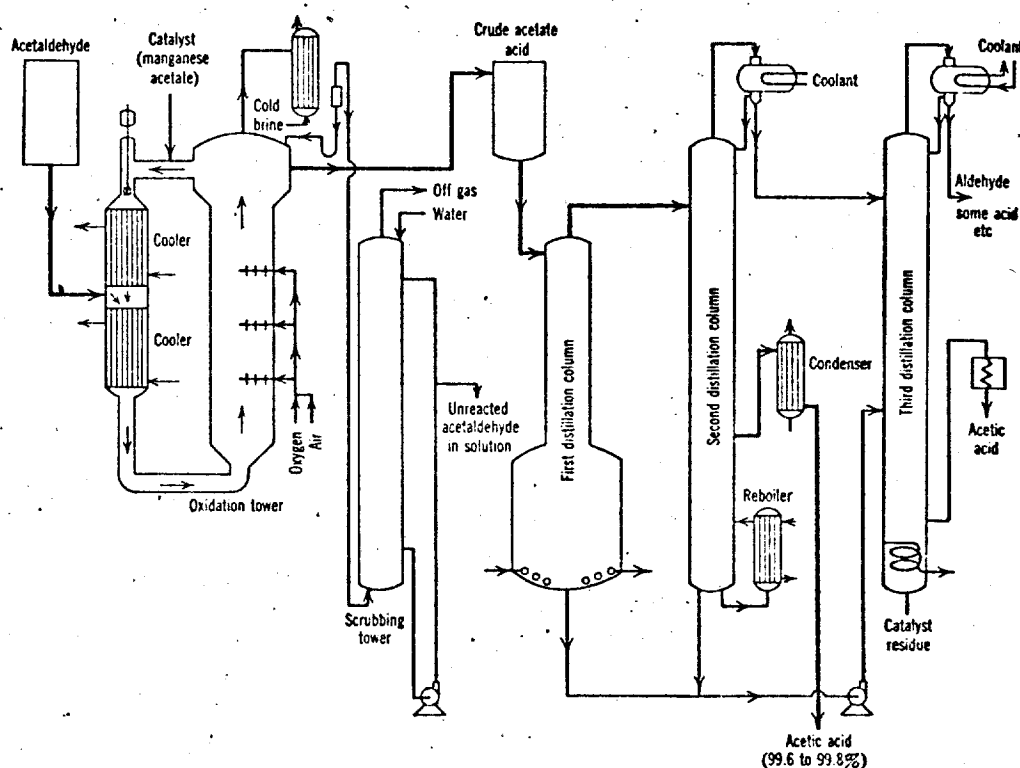 Acetaldehyde
Catalyst
(manganese
acetale)
Crude acetate
acid
Cold
brine
Coolant
Coolant
Off gas
Water
Aldehyde
some acid
etc
Cooler
Cooler
First distillation column
Second distillation column
Third distillation column
Condenser
Unreacted
acetaldehyde
in solution
Acetic
acid
Oxygen
Air
Oxidation tower
Reboiler
Scrubbing
tower
Catalyst
residue
Acetic acid
(99.6 to 99.8%)